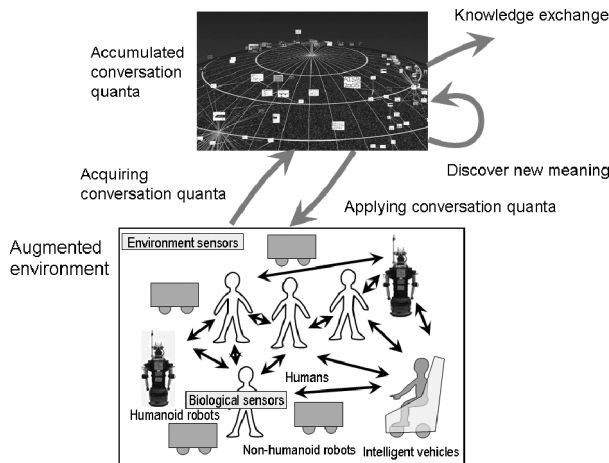 Knowledge exchange
Accumulated
conversation
quanta
Acquiring
conversation quanta
Discover new meaning
Applying conversation quanta
Augmented
environment
Environment sensors
Humans
Biological sensors
Humanoid robots
Non-humanoid robots
Intelligent vehicles